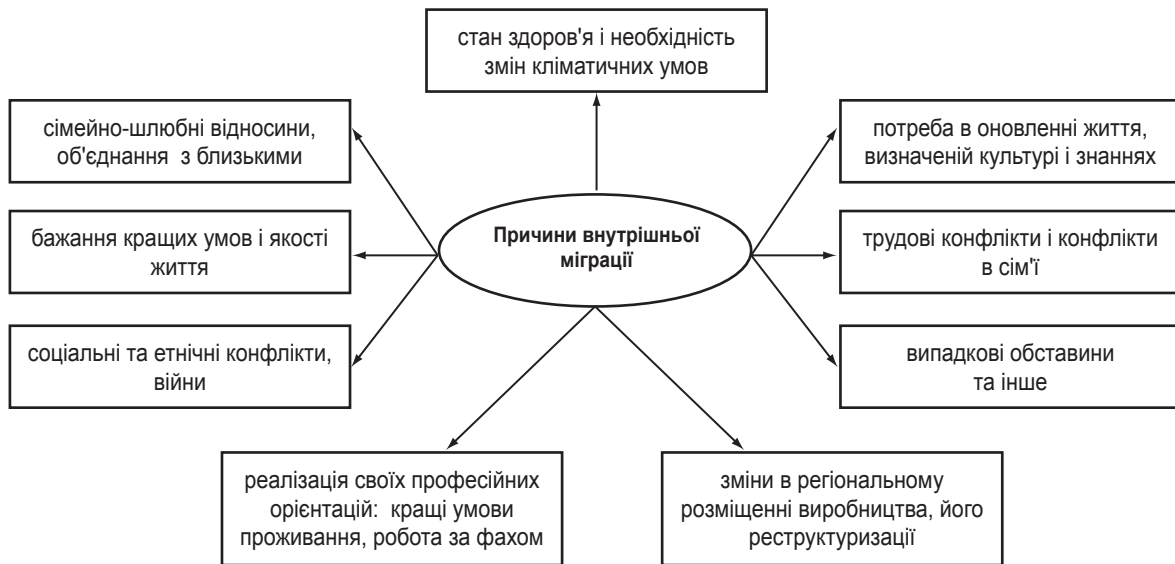 стан здоров'я і необхідність
змін кліматичних умов
сімейно-шлюбні відносини,
об'єднання з близькими
потреба в оновленні життя,
визначеній культурі і знаннях
Причини внутрішньої
міграції
бажання кращих умов і якості
життя
трудові конфлікти і конфлікти
в сім'ї
соціальні та етнічні конфлікти,
війни
випадкові обставини
та інше
реалізація своїх професійних
орієнтацій: кращі умови
проживання, робота за фахом
зміни в регіональному
розміщенні виробництва, його
реструктуризації